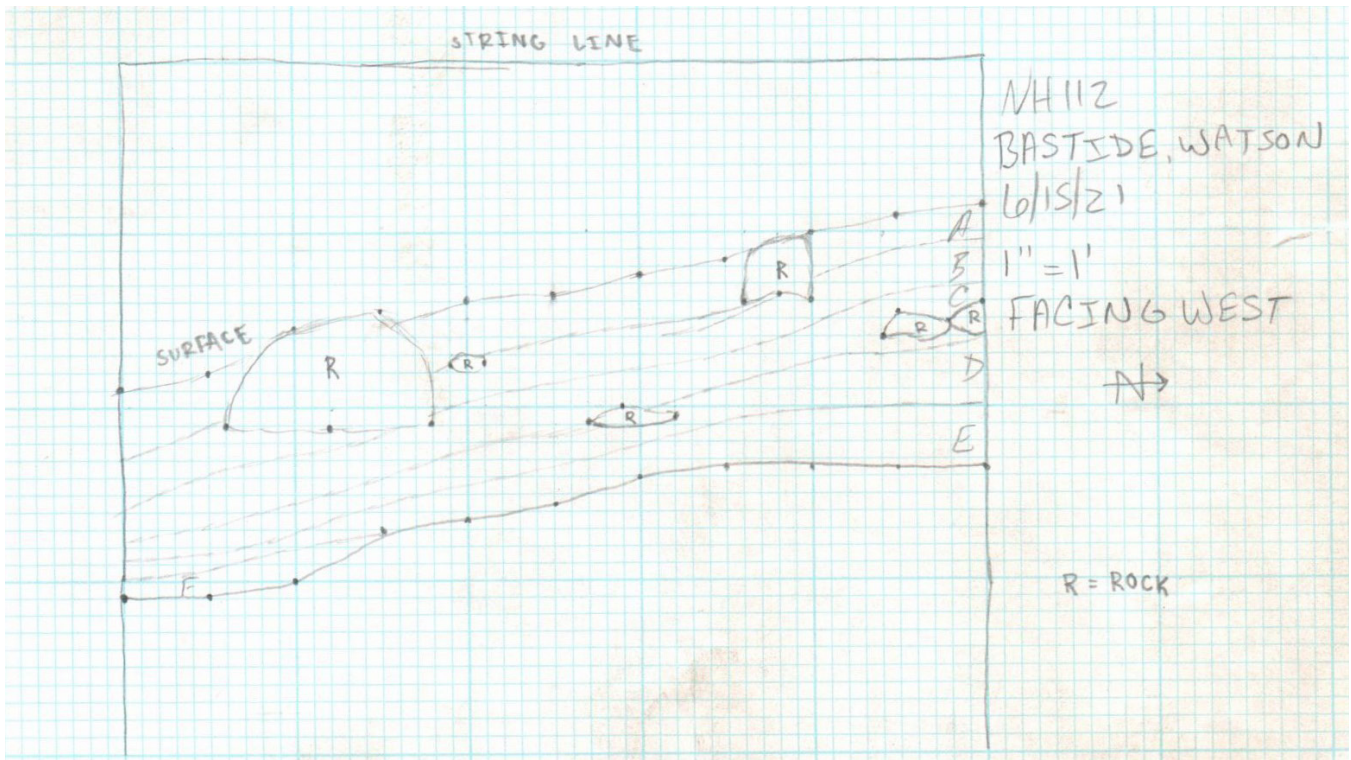 STRING LINE
NH112
BASTIDE, WATSON
6/15/21
1" = 1'
FACING WEST
N
SURFACE
A
B
C
D
E
F
R
R
R
R
R
R
R = ROCK